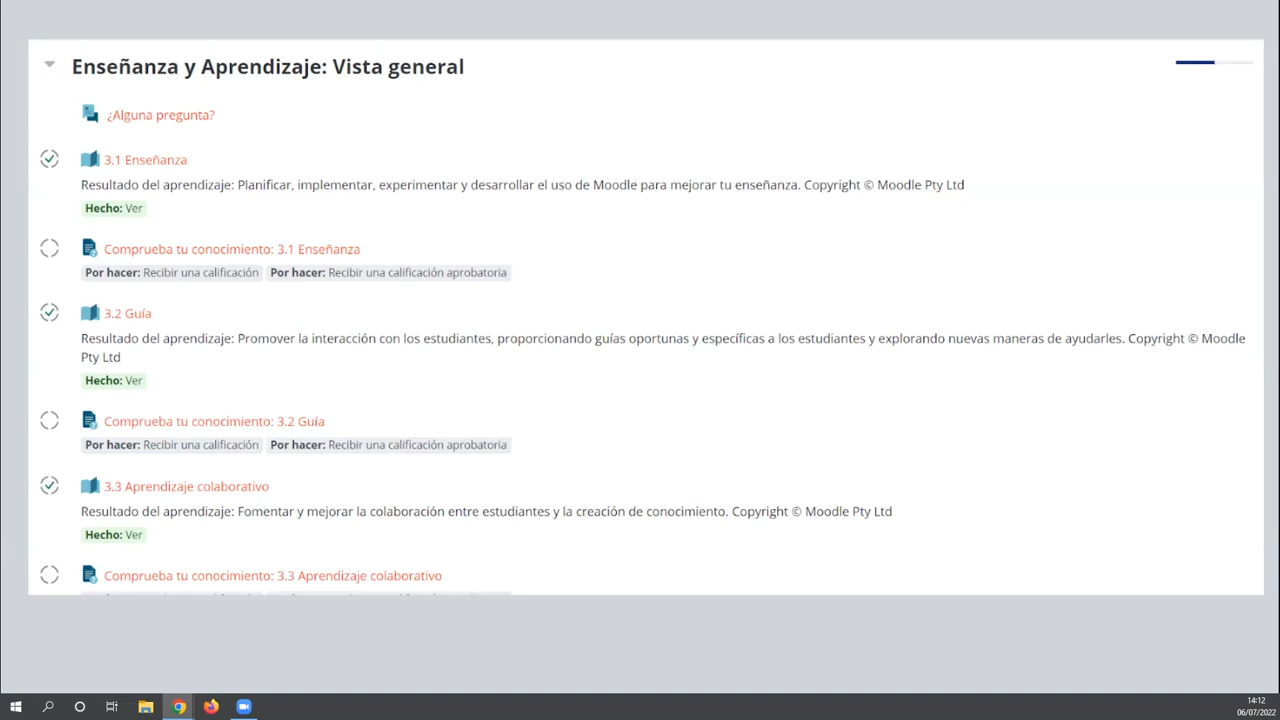 Enseñanza y Aprendizaje: Vista general
¿Alguna pregunta?
3.1 Enseñanza
Resultado del aprendizaje: Planificar, implementar, experimentar y desarrollar el uso de Moodle para mejorar tu enseñanza. Copyright © Moodle Pty Ltd
Hecho: Ver
Comprueba tu conocimiento: 3.1 Enseñanza
Por hacer: Recibir una calificación Por hacer: Recibir una calificación aprobatoria
3.2 Guía
Resultado del aprendizaje: Promover la interacción con los estudiantes, proporcionando guías oportunas y específicas a los estudiantes y explorando nuevas maneras de ayudarles. Copyright © Moodle
Pty Ltd
Hecho: Ver
Comprueba tu conocimiento: 3.2 Guía
Por hacer: Recibir una calificación Por hacer: Recibir una calificación aprobatoria
3.3 Aprendizaje colaborativo
Resultado del aprendizaje: Fomentar y mejorar la colaboración entre estudiantes y la creación de conocimiento. Copyright © Moodle Pty Ltd
Hecho: Ver
Comprueba tu conocimiento: 3.3 Aprendizaje colaborativo
14:12
06/07/2022